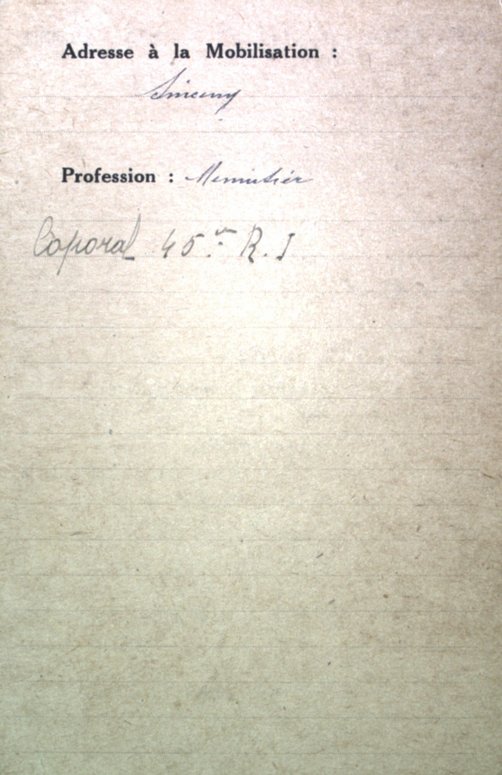 Adresse à la Mobilisation :
Sinceny
Profession : Menuisier
Caporal 45e R.I